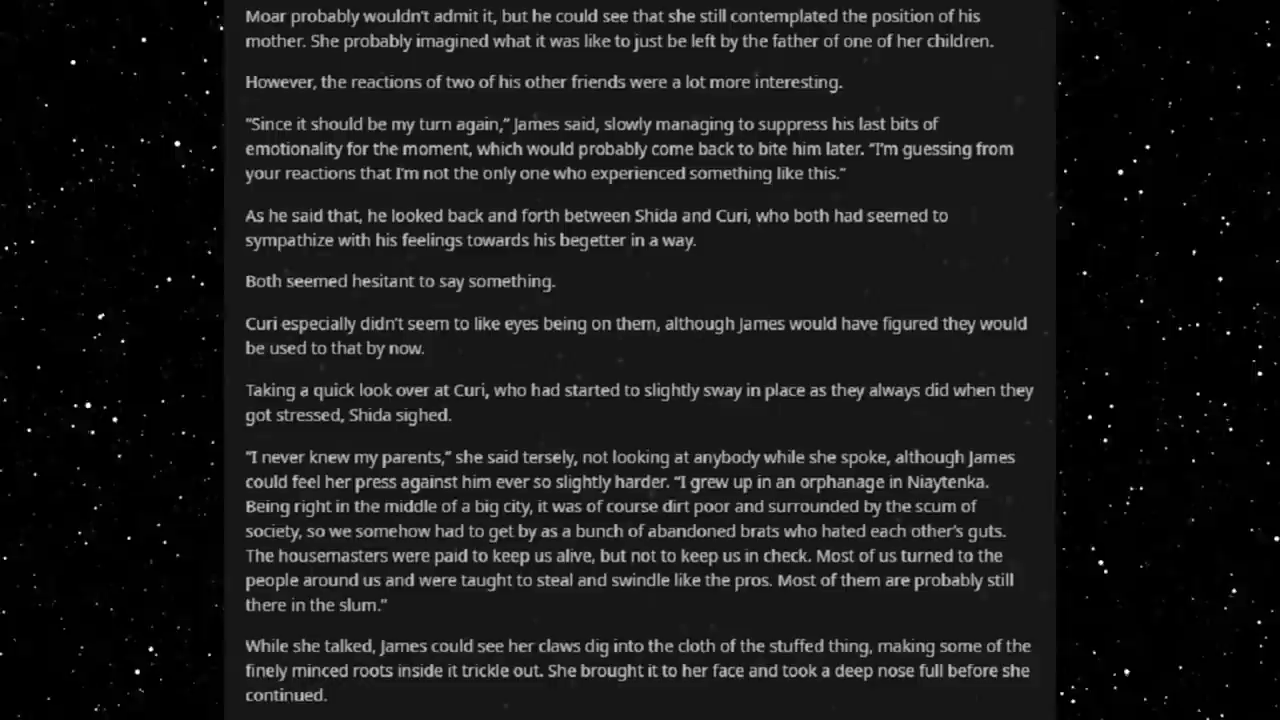 Moar probably wouldn't admit it, but he could see that she still contemplated the position of his
mother. She probably imagined what it was like to just be left by the father of one of her children.
However, the reactions of two of his other friends were a lot more interesting.
“Since it should be my turn again,” James said, slowly managing to suppress his last bits of
emotionality for the moment, which would probably come back to bite him later. “I'm guessing from
your reactions that I'm not the only one who experienced something like this.”
As he said that, he looked back and forth between Shida and Curi, who both had seemed to
sympathize with his feelings towards his begetter in a way.
Both seemed hesitant to say something.
Curi especially didn't seem to like eyes being on them, although James would have figured they would
be used to that by now.
Taking a quick look over at Curi, who had started to slightly sway in place as they always did when they
got stressed, Shida sighed.
“I never knew my parents,” she said tersely, not looking at anybody while she spoke, although James
could feel her press against him ever so slightly harder. “I grew up in an orphanage in Niaytenka.
Being right in the middle of a big city, it was of course dirt poor and surrounded by the scum of
society, so we somehow had to get by as a bunch of abandoned brats who hated each other's guts.
The housemasters were paid to keep us alive, but not to keep us in check. Most of us turned to the
people around us and were taught to steal and swindle like the pros. Most of them are probably still
there in the slum.”
While she talked, James could see her claws dig into the cloth of the stuffed thing, making some of the
finely minced roots inside it trickle out. She brought it to her face and took a deep nose full before she
continued.